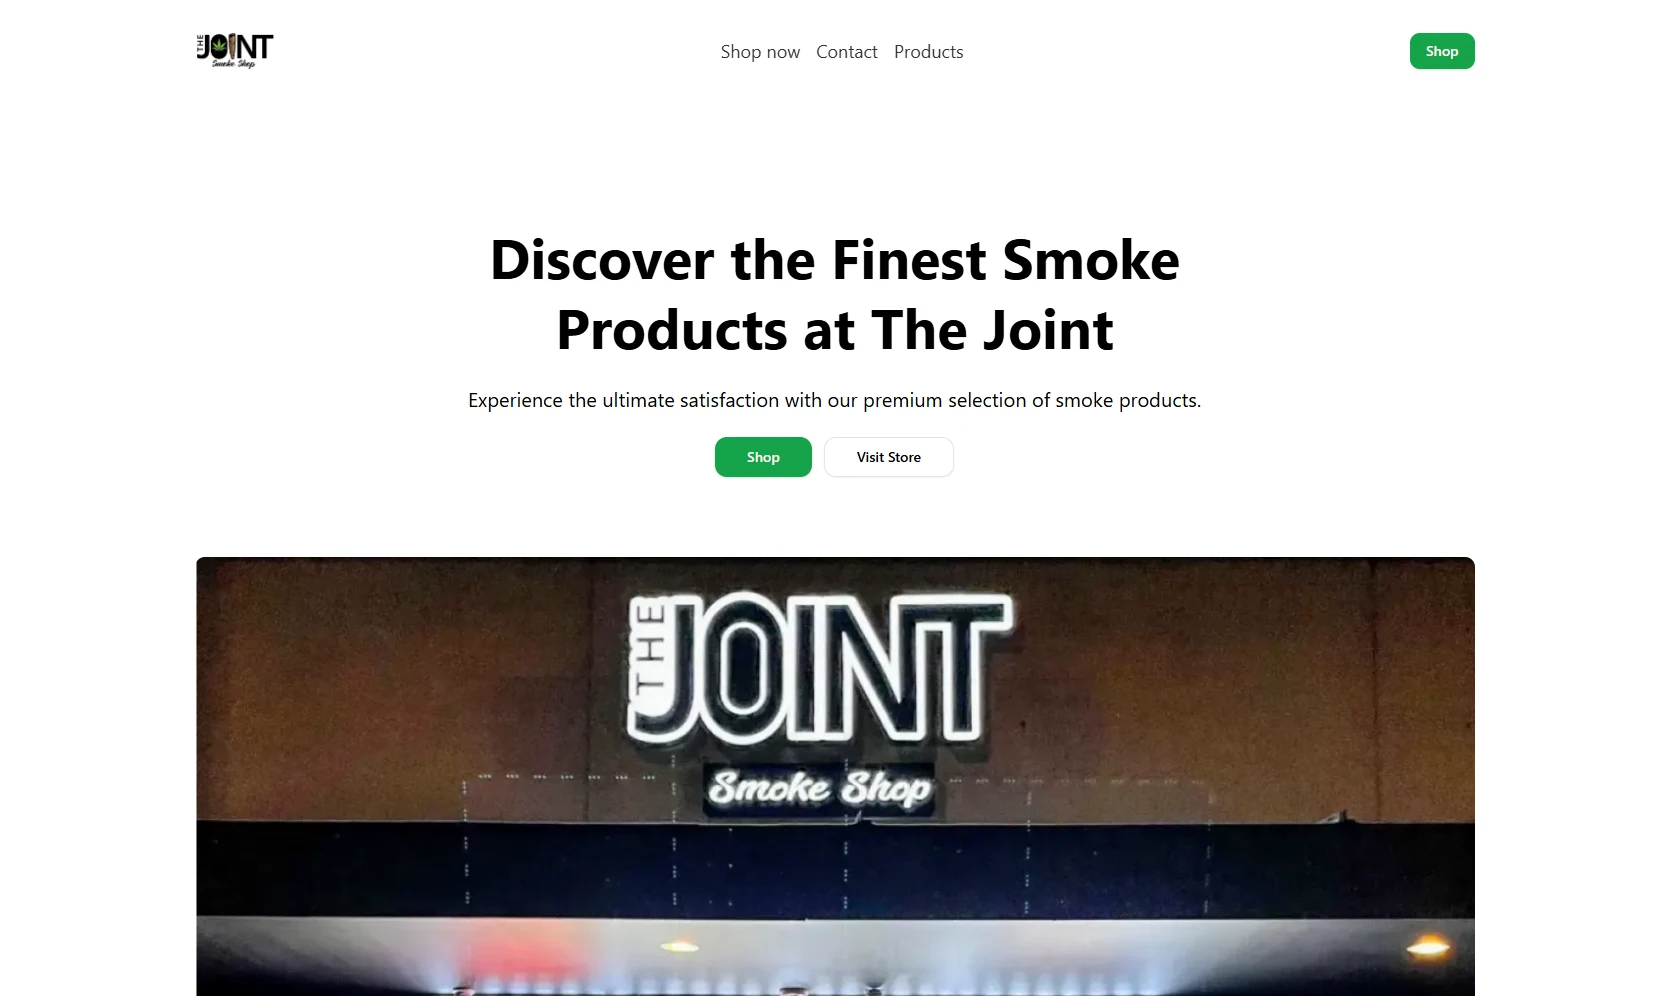 THE JOINT
Smoke Shop
Shop now Contact Products
Shop
Discover the Finest Smoke
Products at The Joint
Experience the ultimate satisfaction with our premium selection of smoke products.
Shop Visit Store
THE JOINT
Smoke Shop